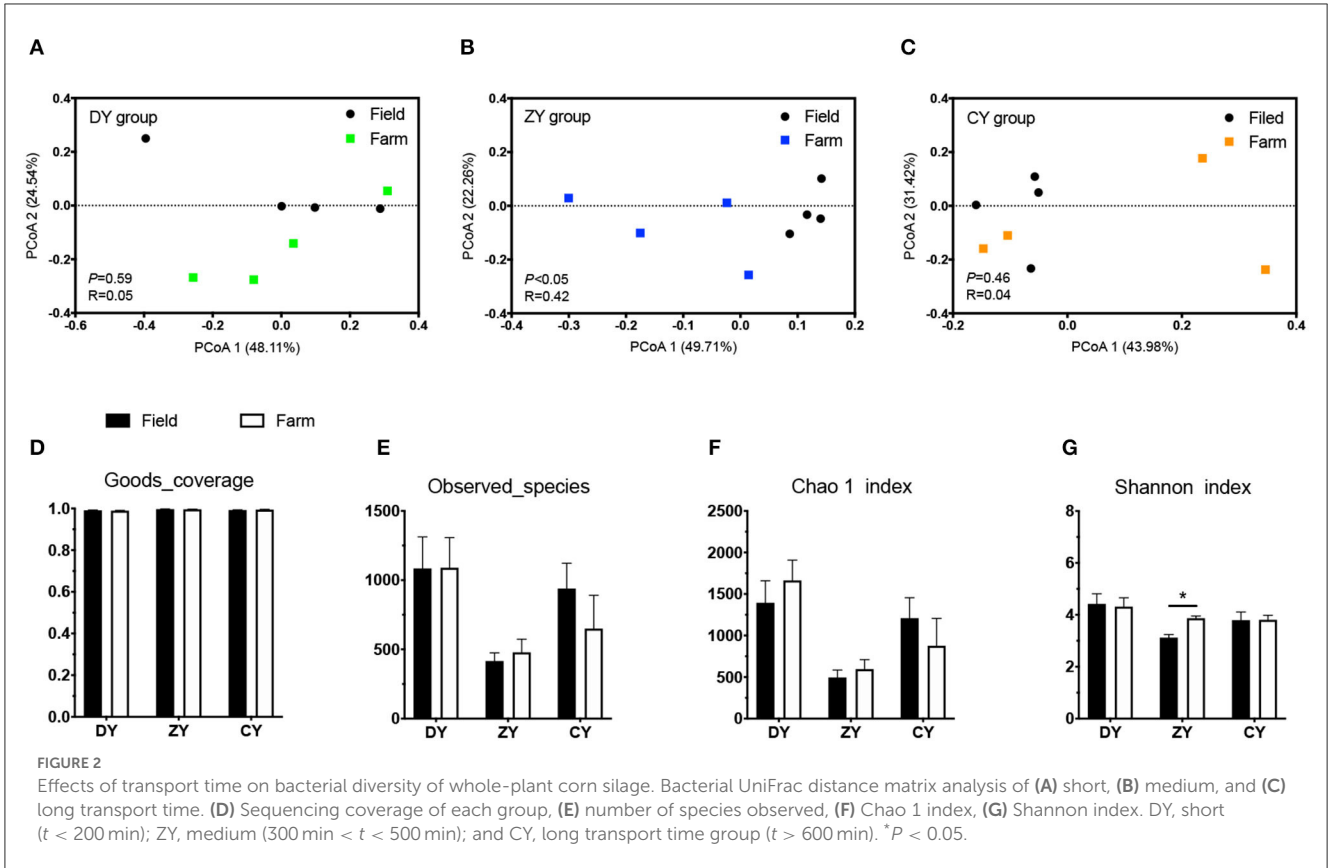 A
B
C
DY group
Field
Farm
0.4
0.2
0.0
-0.2
-0.4
PCoA 2 (24.54%)
P=0.59
R=0.05
-0.6
-0.4
-0.2
0.0
0.2
0.4
PCoA 1 (48.11%)
ZY group
Field
Farm
0.4
0.2
0.0
-0.2
-0.4
PCoA 2 (22.26%)
P<0.05
R=0.42
-0.4
-0.3
-0.2
-0.1
0.0
0.1
0.2
PCoA 1 (49.71%)
CY group
Filed
Farm
0.4
0.2
0.0
-0.2
-0.4
PCoA 2 (31.42%)
P=0.46
R=0.04
-0.2
0.0
0.2
0.4
PCoA 1 (43.98%)
Field
Farm
D
E
F
G
Goods_coverage
1.0
0.8
0.6
0.4
0.2
0.0
DY
ZY
CY
Observed_species
1500
1000
500
0
DY
ZY
CY
Chao 1 index
2500
2000
1500
1000
500
0
DY
ZY
CY
Shannon index
8
6
4
2
0
*
DY
ZY
CY
FIGURE 2
Effects of transport time on bacterial diversity of whole-plant corn silage. Bacterial UniFrac distance matrix analysis of (A) short, (B) medium, and (C)
long transport time. (D) Sequencing coverage of each group, (E) number of species observed, (F) Chao 1 index, (G) Shannon index. DY, short
(t < 200 min); ZY, medium (300 min < t < 500 min); and CY, long transport time group (t > 600 min). *P < 0.05.